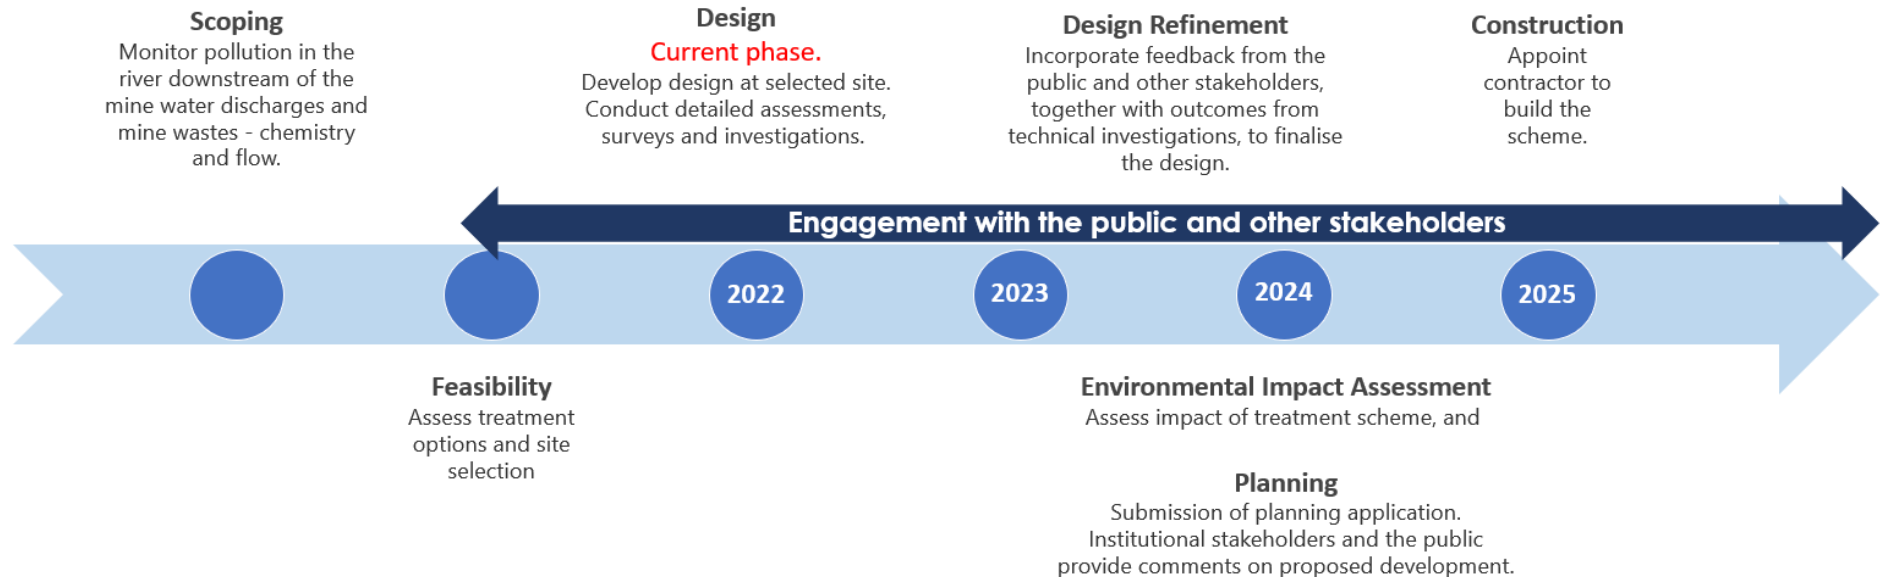 Scoping
Monitor pollution in the
river downstream of the
mine water discharges and
mine wastes - chemistry
and flow.
Design
Current phase.
Develop design at selected site.
Conduct detailed assessments,
surveys and investigations.
Design Refinement
Incorporate feedback from the
public and other stakeholders,
together with outcomes from
technical investigations, to finalise
the design.
Construction
Appoint
contractor to
build the
scheme.
Engagement with the public and other stakeholders
2022
2023
2024
2025
Feasibility
Assess treatment
options and site
selection
Environmental Impact Assessment
Assess impact of treatment scheme, and
Planning
Submission of planning application.
Institutional stakeholders and the public
provide comments on proposed development.